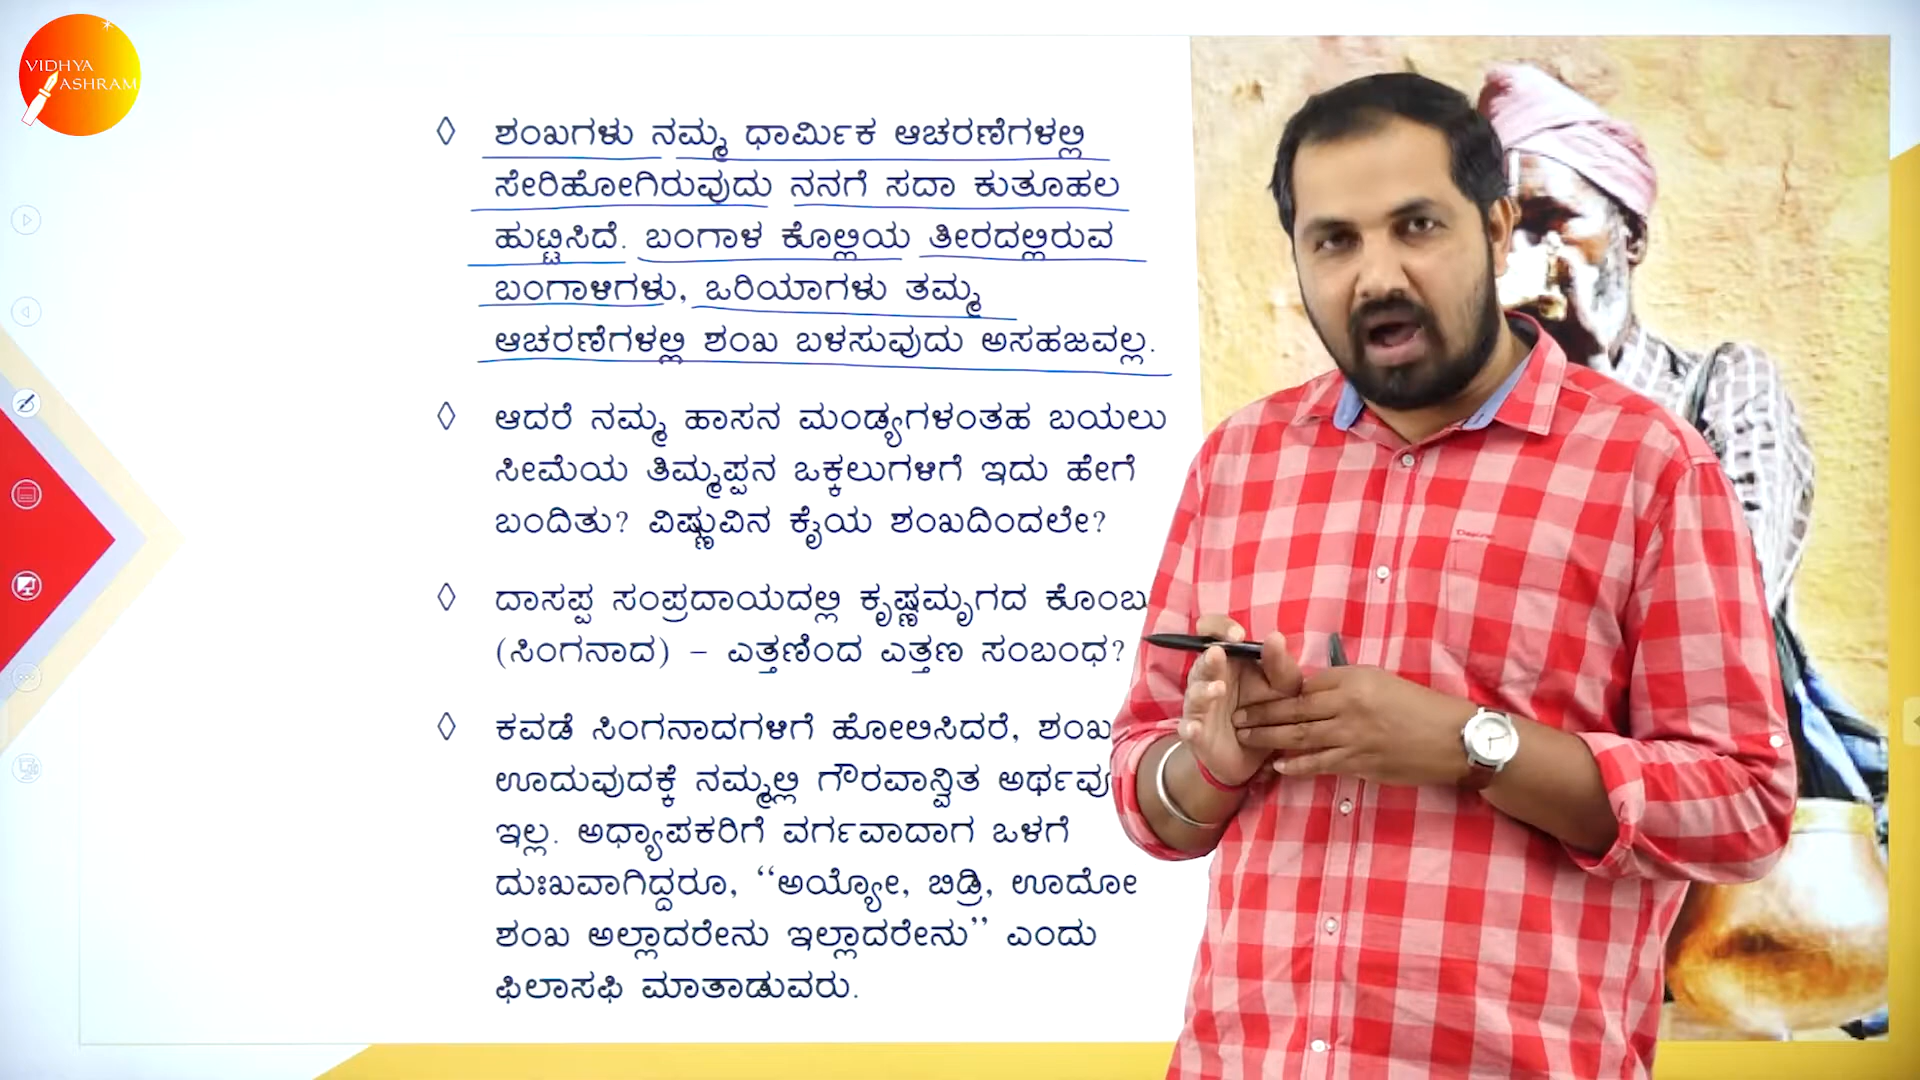 VIDHYA
ASHRAM
ಶಂಖಗಳು ನಮ್ಮ ಧಾರ್ಮಿಕ ಆಚರಣೆಗಳಲ್ಲಿ
ಸೇರಿಹೋಗಿರುವುದು ನನಗೆ ಸದಾ ಕುತೂಹಲ
ಹುಟ್ಟಿಸಿದೆ. ಬಂಗಾಳ ಕೊಲ್ಲಿಯ ತೀರದಲ್ಲಿರುವ
ಬಂಗಾಳಿಗಳು, ಒರಿಯಾಗಳು ತಮ್ಮ
ಆಚರಣೆಗಳಲ್ಲಿ ಶಂಖ ಬಳಸುವುದು ಅಸಹಜವಲ್ಲ.
ಆದರೆ ನಮ್ಮ ಹಾಸನ ಮಂಡ್ಯಗಳಂತಹ ಬಯಲು
ಸೀಮೆಯ ತಿಮ್ಮಪ್ಪನ ಒಕ್ಕಲುಗಳಿಗೆ ಇದು ಹೇಗೆ
ಬಂದಿತು? ವಿಷ್ಣುವಿನ ಕೈಯ ಶಂಖದಿಂದಲೇ?
ದಾಸಪ್ಪ ಸಂಪ್ರದಾಯದಲ್ಲಿ ಕೃಷ್ಣಮೃಗದ ಕೊಂಬು
(ಸಿಂಗನಾದ) – ಎತ್ತಣಿಂದ ಎತ್ತಣ ಸಂಬಂಧ?
ಕವಡೆ ಸಿಂಗನಾದಗಳಿಗೆ ಹೋಲಿಸಿದರೆ, ಶಂಖ
ಊದುವುದಕ್ಕೆ ನಮ್ಮಲ್ಲಿ ಗೌರವಾನ್ವಿತ ಅರ್ಥವೂ
ಇಲ್ಲ. ಅಧ್ಯಾಪಕರಿಗೆ ವರ್ಗವಾದಾಗ ಒಳಗೆ
ದುಃಖವಾಗಿದ್ದರೂ, “ಅಯ್ಯೋ, ಬಿಡ್ರಿ, ಊದೋ
ಶಂಖ ಅಲ್ಲಾದರೇನು ಇಲ್ಲಾದರೇನು” ಎಂದು
ಫಿಲಾಸಫಿ ಮಾತಾಡುವರು.